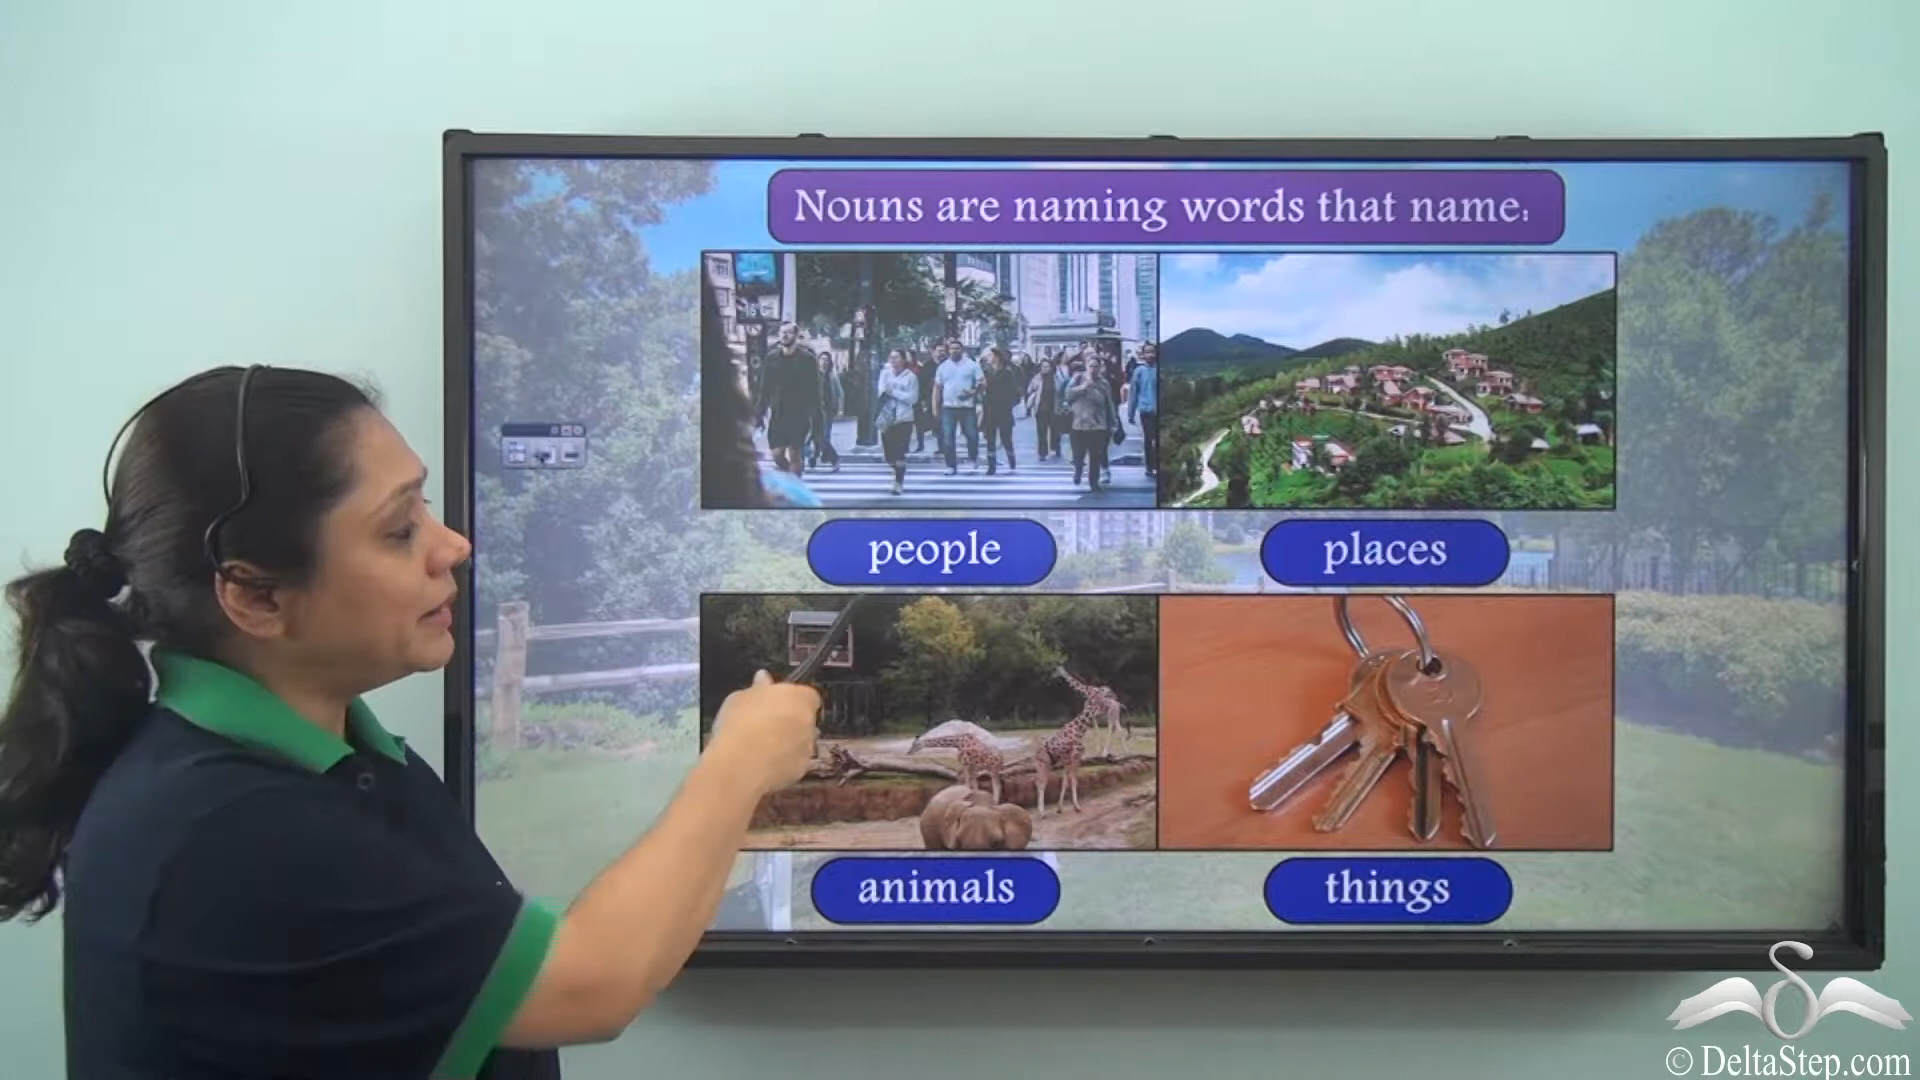 Nouns are naming words that name:
people
places
animals
things
© DeltaStep.com